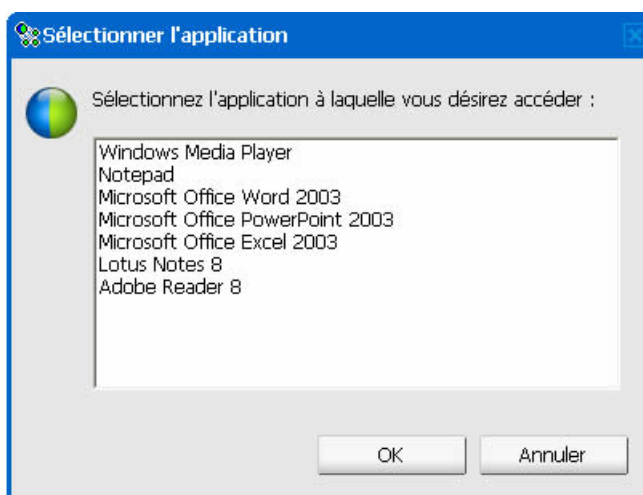 Sélectionner l'application
Sélectionnez l'application à laquelle vous désirez accéder :
Windows Media Player
Notepad
Microsoft Office Word 2003
Microsoft Office PowerPoint 2003
Microsoft Office Excel 2003
Lotus Notes 8
Adobe Reader 8
OK Annuler